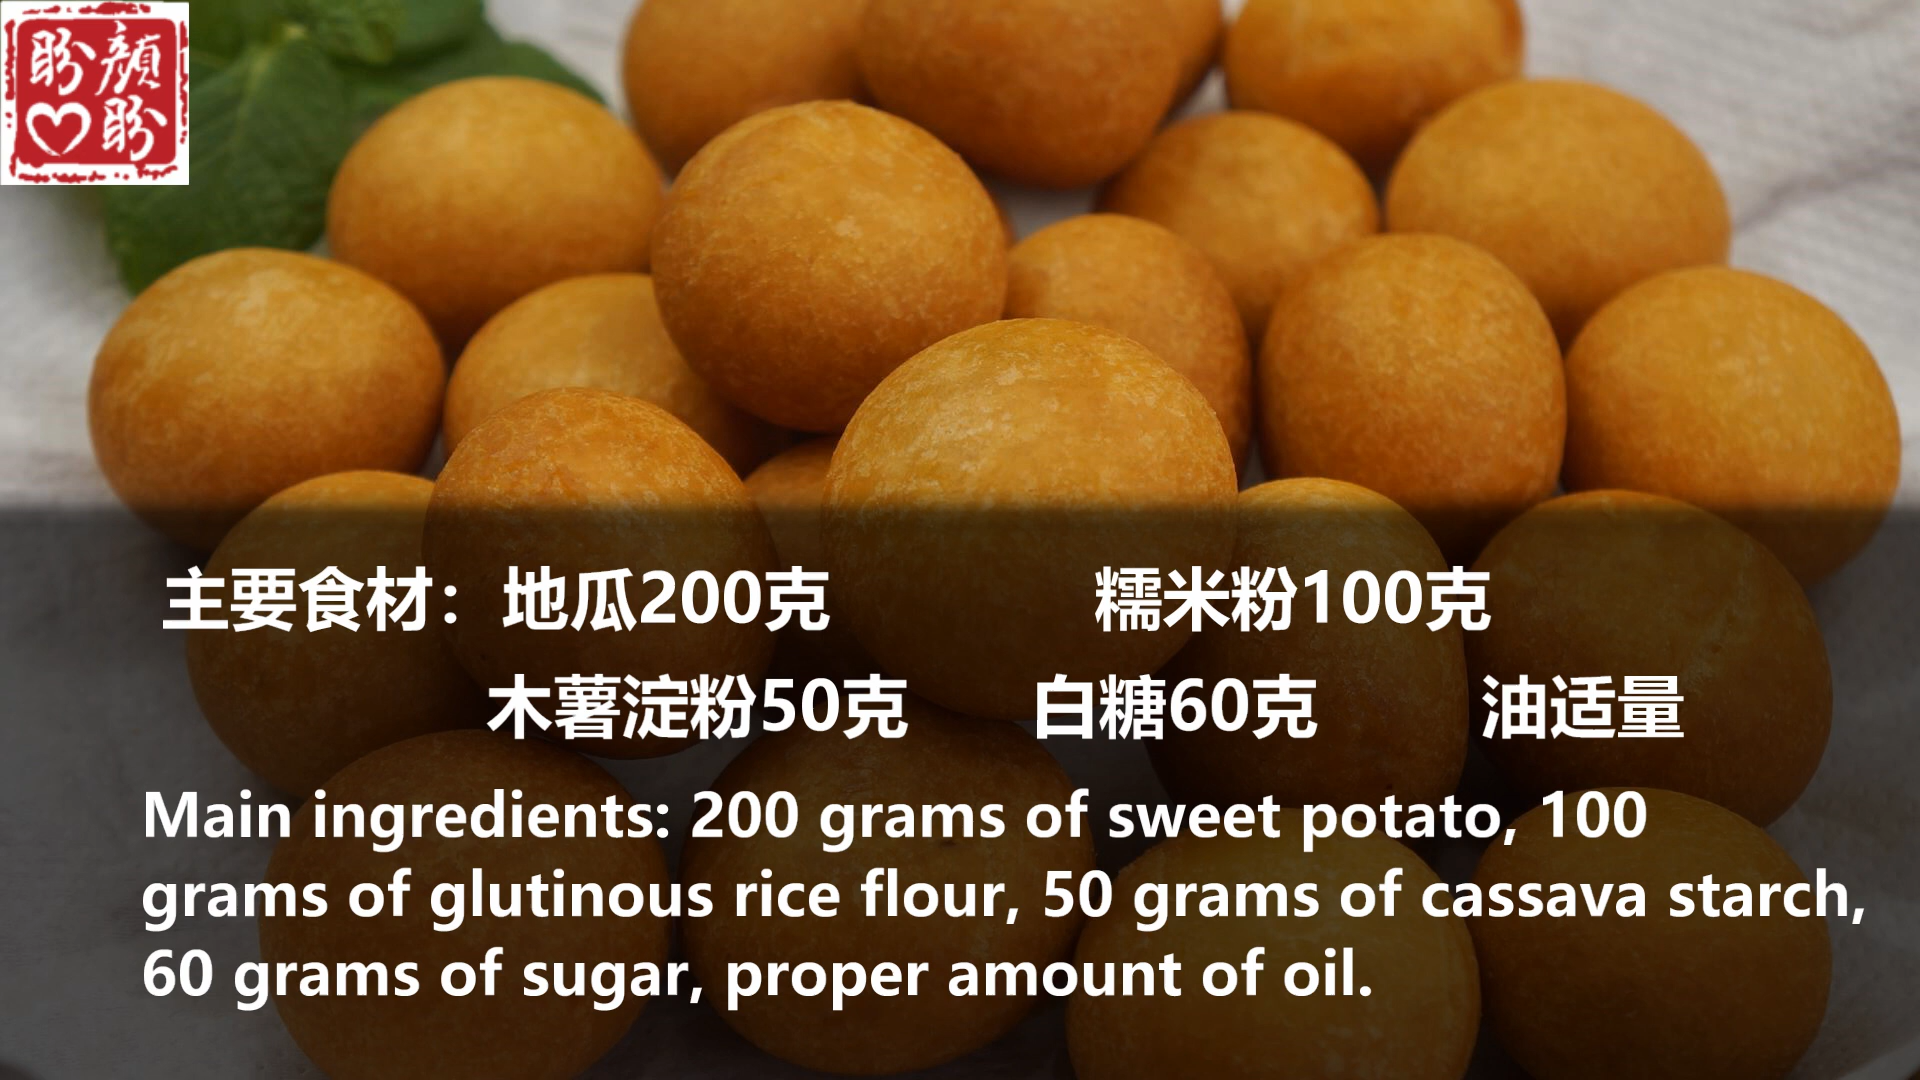 顏盼
盼
主要食材：地瓜200克 糯米粉100克
木薯淀粉50克 白糖60克 油适量
Main ingredients: 200 grams of sweet potato, 100
grams of glutinous rice flour, 50 grams of cassava starch,
60 grams of sugar, proper amount of oil.